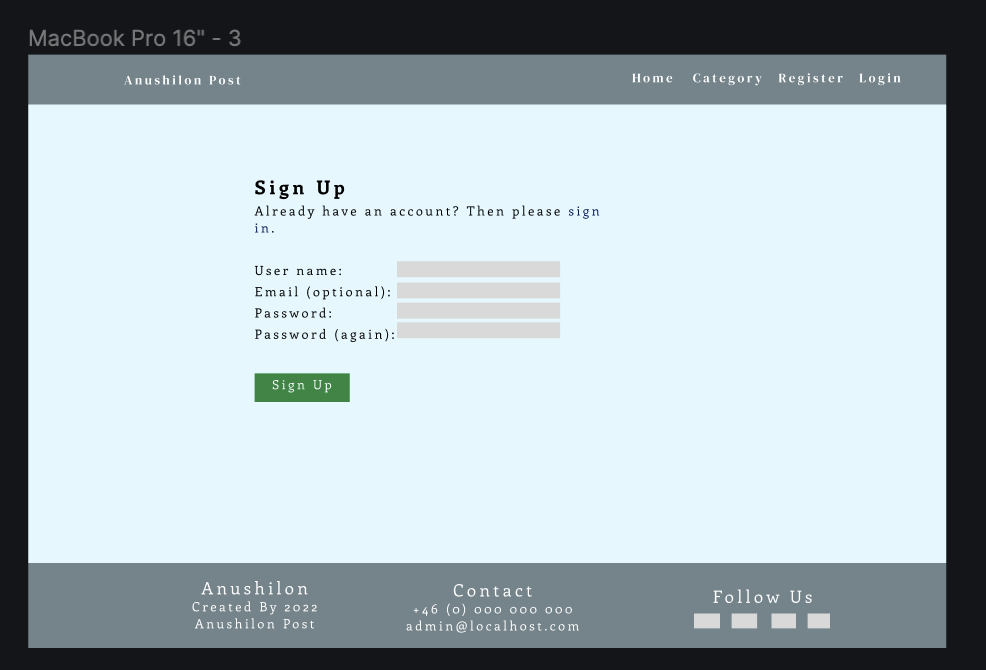 MacBook Pro 16" - 3
Anushilon Post
Home Category Register Login
Sign Up
Already have an account? Then please sign
in.
User name:
Email (optional):
Password:
Password (again):
Sign Up
Anushilon
Created By 2022
Anushilon Post
Contact
+46 (0) 000 000 000
admin@localhost.com
Follow Us